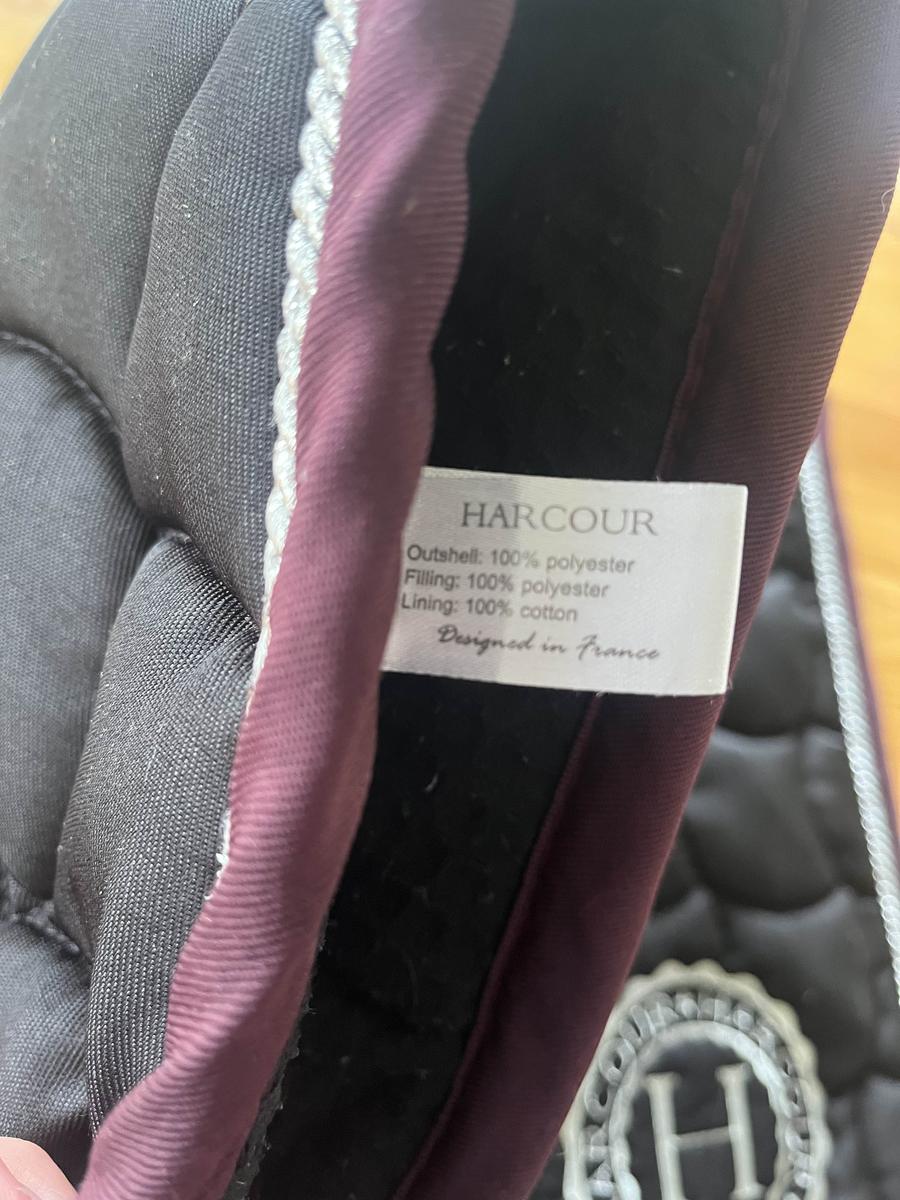 HARCOUR
Outshell: 100% polyester
Filling: 100% polyester
Lining: 100% cotton
Designed in France
H